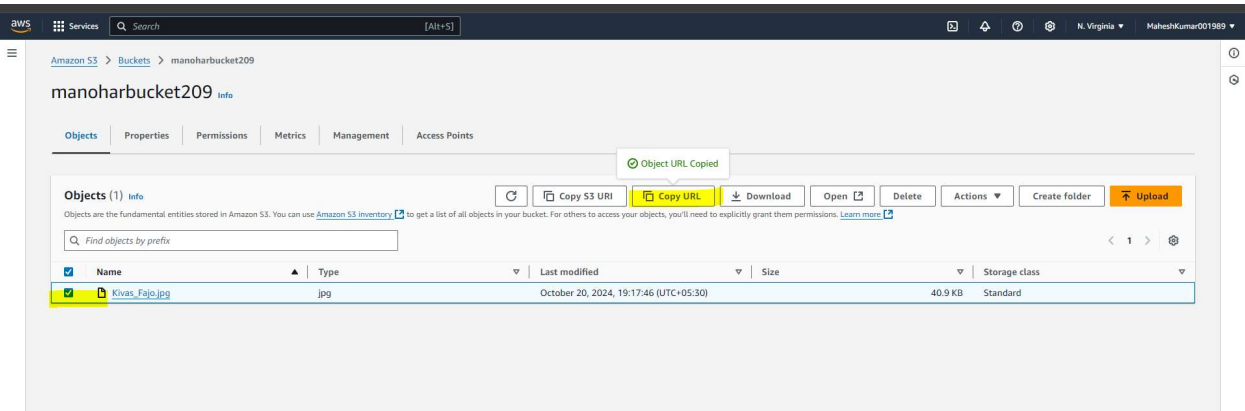 aws Services Search [Alt+S] N. Virginia ▼ MaheshKumar001989 ▼
Amazon S3 > Buckets > manoharbucket209
manoharbucket209 Info
Objects Properties Permissions Metrics Management Access Points
Object URL Copied
Objects (1) Info Copy S3 URI Copy URL Download Open Delete Actions ▼ Create folder Upload
Objects are the fundamental entities stored in Amazon S3. You can use Amazon S3 inventory to get a list of all objects in your bucket. For others to access your objects, you'll need to explicitly grant them permissions. Learn more
Find objects by prefix < 1 >
Name ▲ Type Last modified Size Storage class
Kivas_Fajo.jpg jpg October 20, 2024, 19:17:46 (UTC+05:30) 40.9 KB Standard